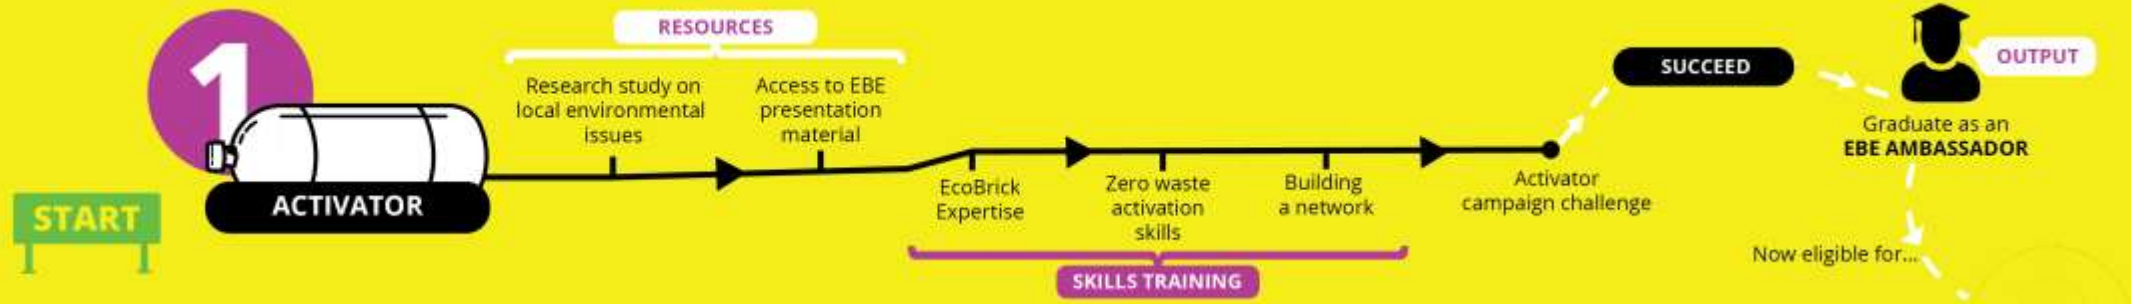 START
1
ACTIVATOR
RESOURCES
Research study on
local environmental
issues
Access to EBE
presentation
material
EcoBrick
Expertise
Zero waste
activation
skills
Building
a network
SKILLS TRAINING
Activator
campaign challenge
SUCCEED
OUTPUT
Graduate as an
EBE AMBASSADOR
Now eligible for...